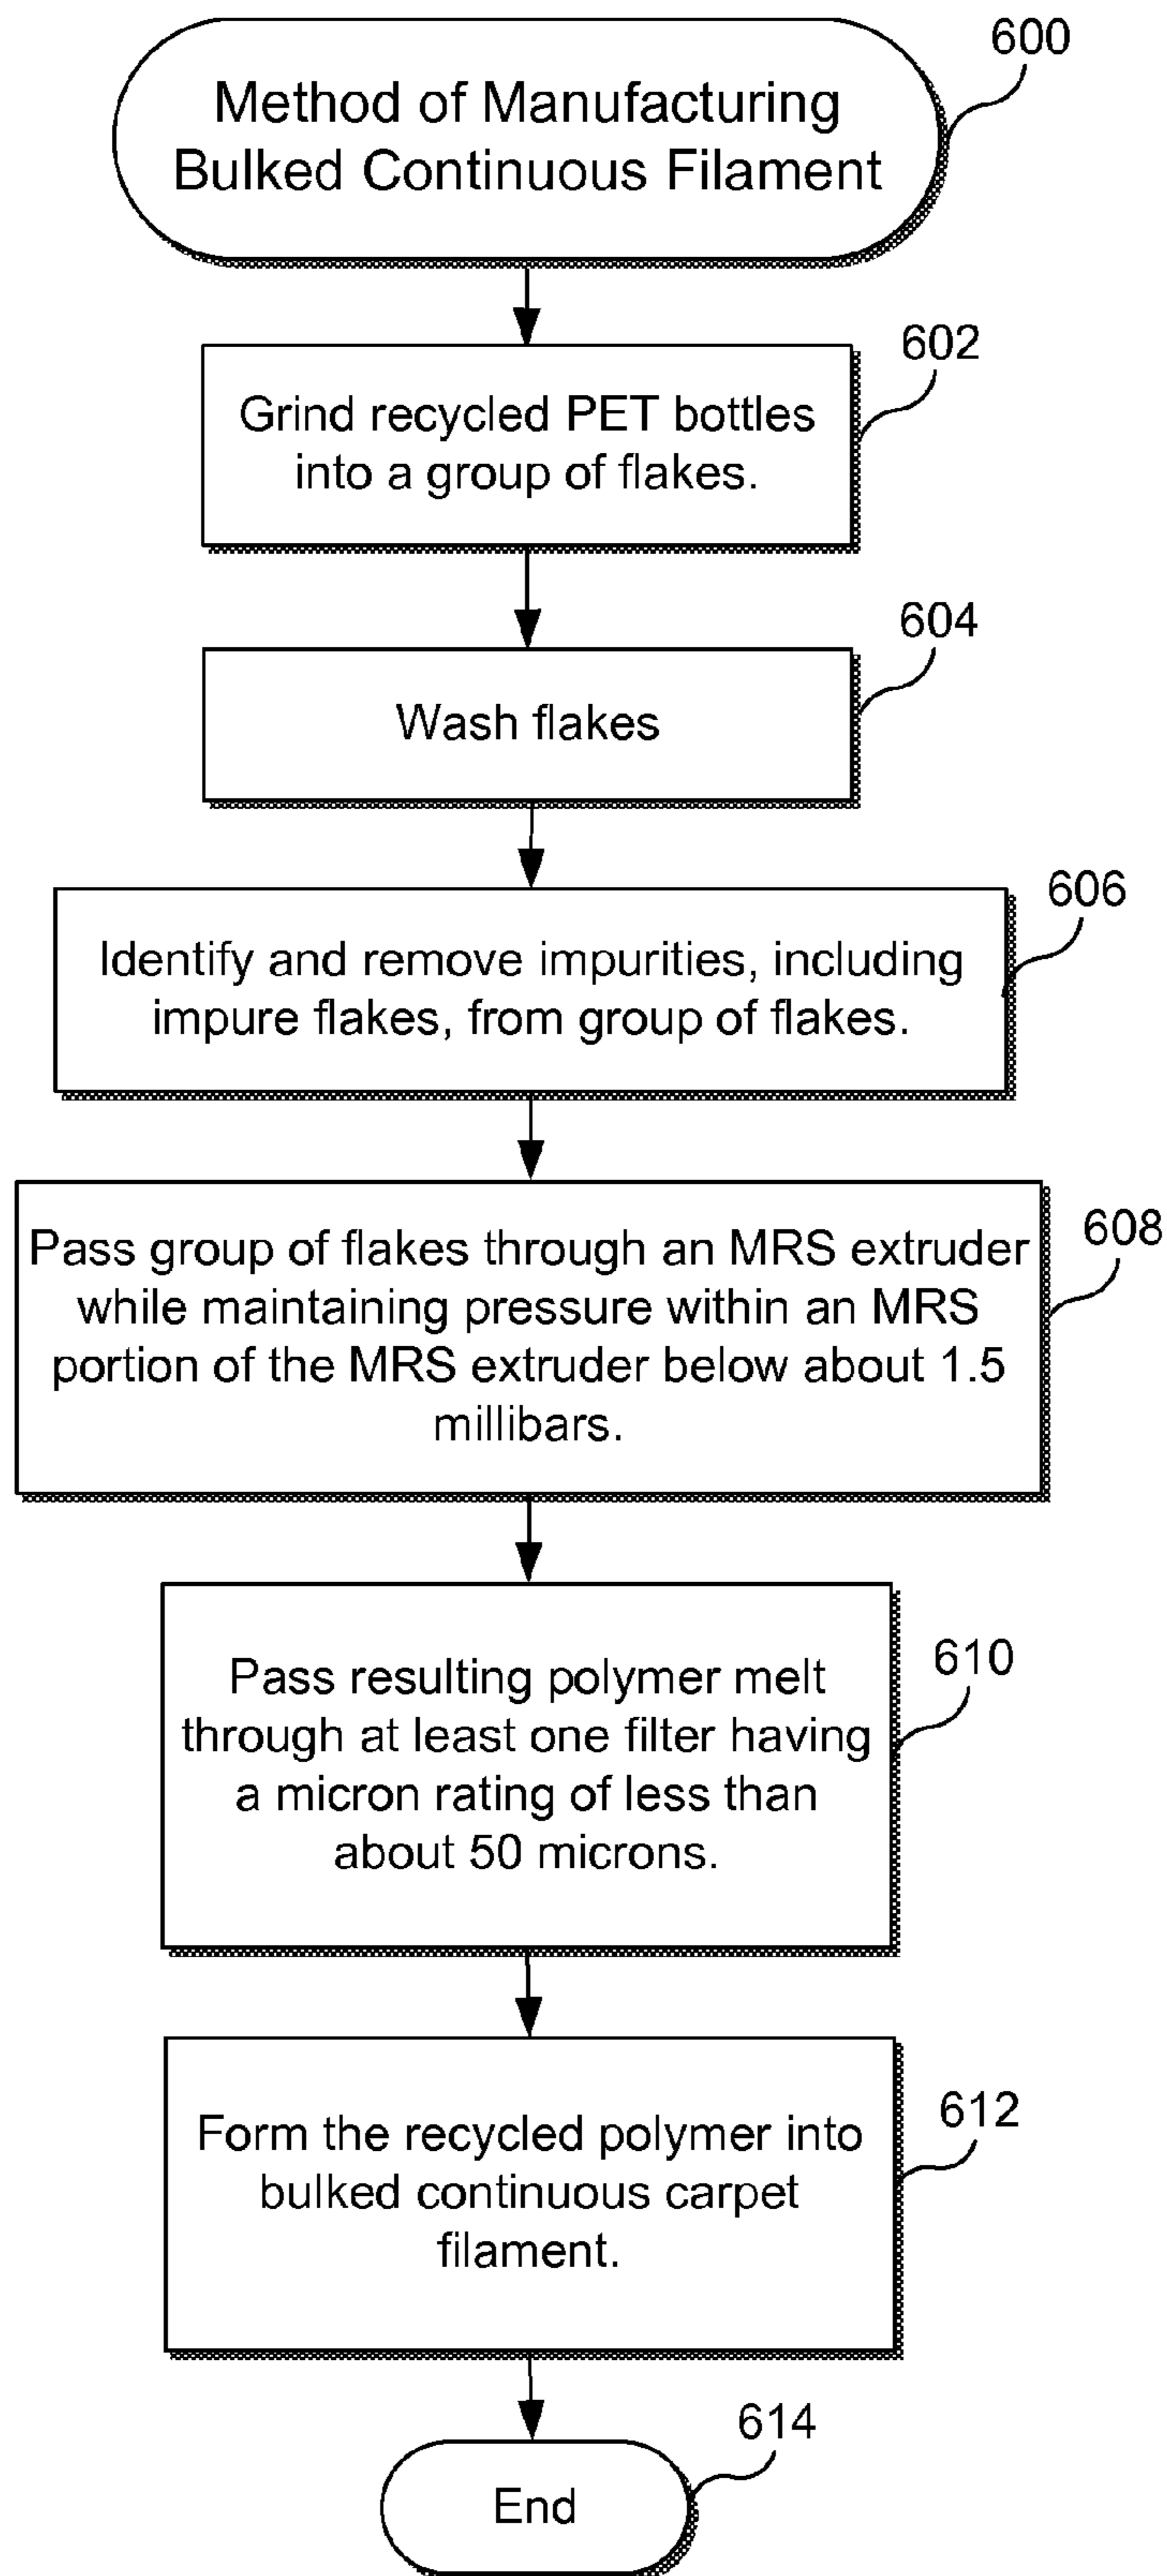 600
Method of Manufacturing
Bulked Continuous Filament
602
Grind recycled PET bottles
into a group of flakes.
604
Wash flakes
606
Identify and remove impurities, including
impure flakes, from group of flakes.
608
Pass group of flakes through an MRS extruder
while maintaining pressure within an MRS
portion of the MRS extruder below about 1.5
millibars.
610
Pass resulting polymer melt
through at least one filter having
a micron rating of less than
about 50 microns.
612
Form the recycled polymer into
bulked continuous carpet
filament.
614
End